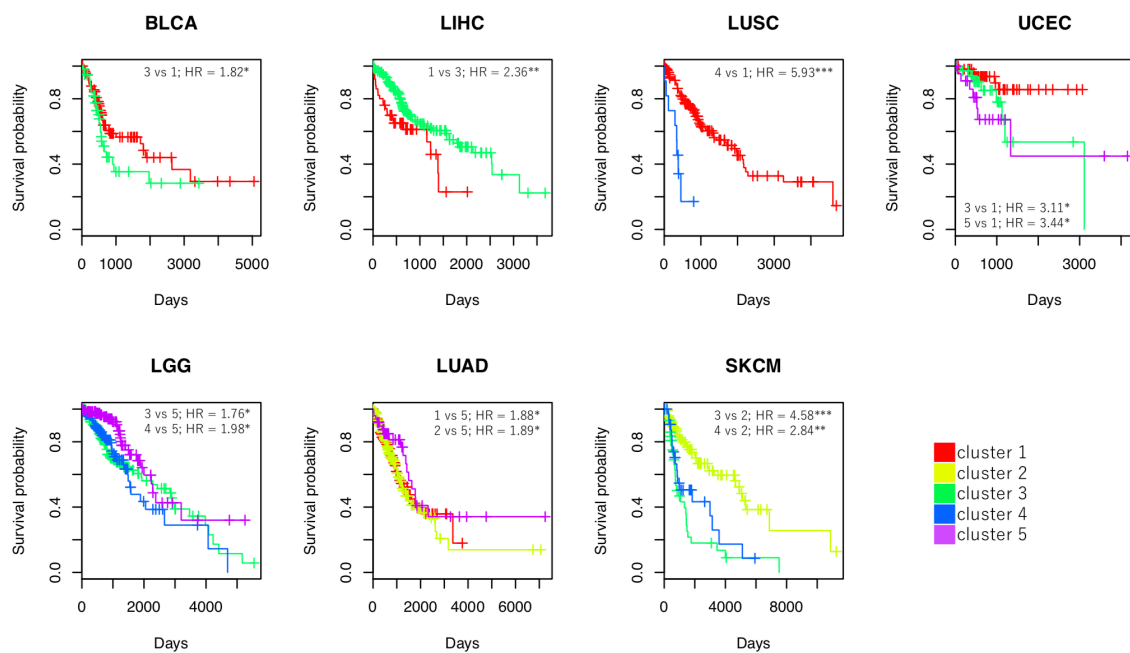 BLCA
LIHC
LUSC
UCEC
3 vs 1; HR = 1.82*
1 vs 3; HR = 2.36**
4 vs 1; HR = 5.93***
3 vs 1; HR = 3.11*
5 vs 1; HR = 3.44*
Survival probability
0.0 0.4 0.8
0 1000 3000 5000
Days
Survival probability
0.0 0.4 0.8
0 1000 2000 3000
Days
Survival probability
0.0 0.4 0.8
0 1000 3000
Days
Survival probability
0.0 0.4 0.8
0 1000 3000
Days
LGG
LUAD
SKCM
3 vs 5; HR = 1.76*
4 vs 5; HR = 1.98*
1 vs 5; HR = 1.88*
2 vs 5; HR = 1.89*
3 vs 2; HR = 4.58***
4 vs 2; HR = 2.84**
Survival probability
0.0 0.4 0.8
0 2000 4000
Days
Survival probability
0.0 0.4 0.8
0 2000 4000 6000
Days
Survival probability
0.0 0.4 0.8
0 4000 8000
Days
cluster 1
cluster 2
cluster 3
cluster 4
cluster 5